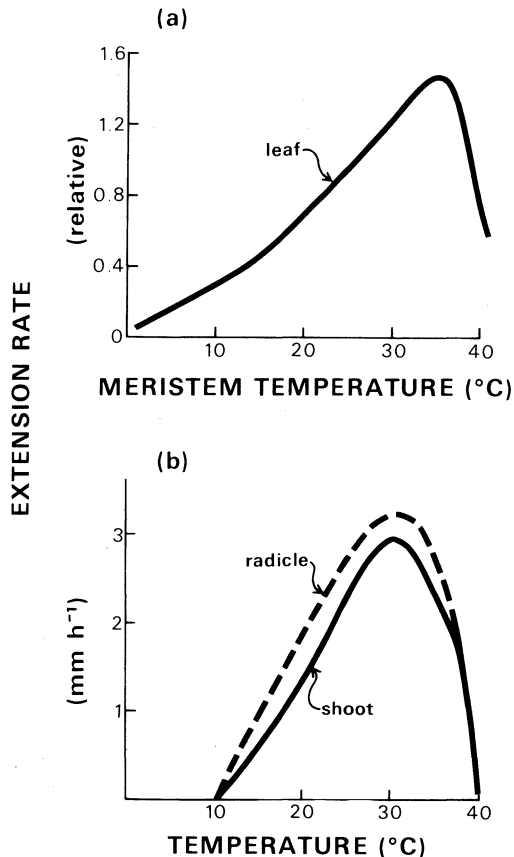 (a)
EXTENSION RATE
(relative)
1.6
1.2
0.8
0.4
0
leaf
10
20
30
40
MERISTEM TEMPERATURE (°C)
(b)
(mm h⁻¹)
3
2
1
radicle
shoot
10
20
30
40
TEMPERATURE (°C)